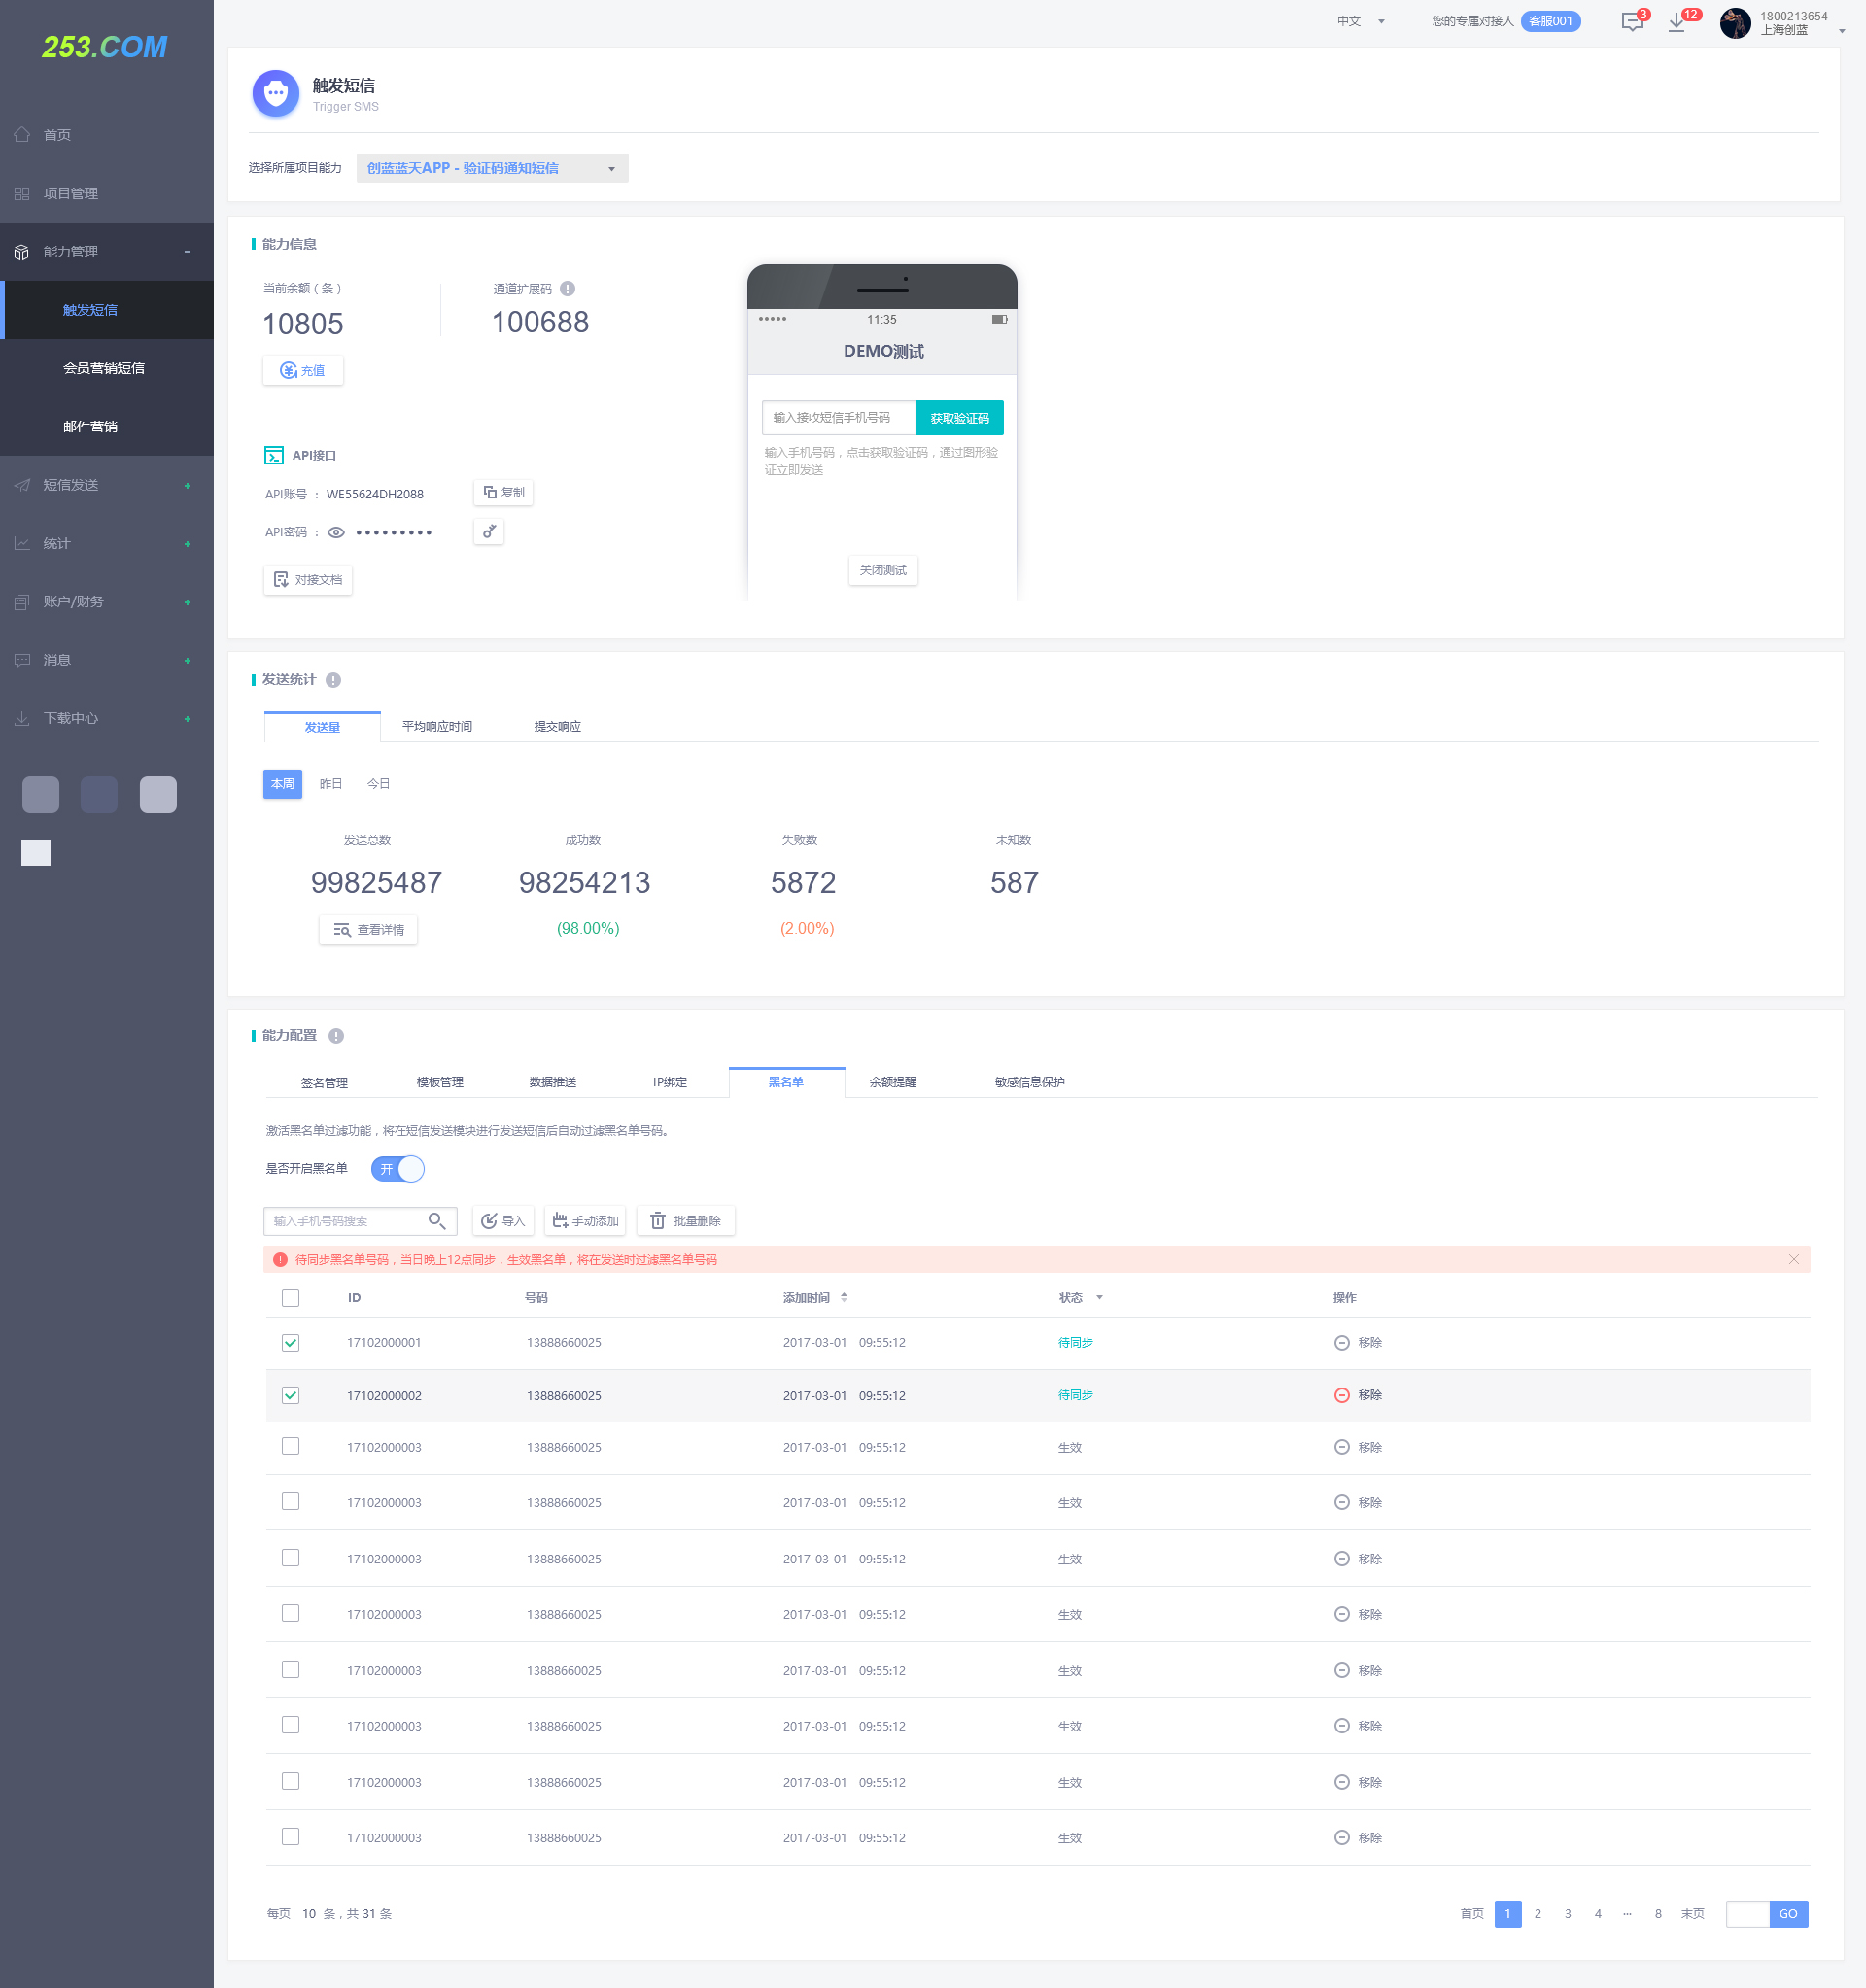 253.COM
中文
您的专属对接人 客服001
3
12
1800213654
上海创蓝
首页
项目管理
能力管理 -
触发短信
会员营销短信
邮件营销
短信发送 +
统计 +
账户/财务 +
消息 +
下载中心 +
触发短信
Trigger SMS
选择所属项目能力 创蓝蓝天APP - 验证码通知短信
能力信息
当前余额（条） 通道扩展码
10805 100688
充值
API接口
API账号 ： WE55624DH2088 复制
API密码 ： •••••••••
对接文档
11:35
DEMO测试
输入接收短信手机号码 获取验证码
输入手机号码，点击获取验证码，通过图形验
证立即发送
关闭测试
发送统计
发送量 平均响应时间 提交响应
本周 昨日 今日
发送总数 成功数 失败数 未知数
99825487 98254213 5872 587
查看详情 (98.00%) (2.00%)
能力配置
签名管理 模板管理 数据推送 IP绑定 黑名单 余额提醒 敏感信息保护
激活黑名单过滤功能，将在短信发送模块进行发送短信后自动过滤黑名单号码。
是否开启黑名单 开
输入手机号码搜索 导入 手动添加 批量删除
待同步黑名单号码，当日晚上12点同步，生效黑名单，将在发送时过滤黑名单号码
ID 号码 添加时间 状态 操作
17102000001 13888660025 2017-03-01 09:55:12 待同步 移除
17102000002 13888660025 2017-03-01 09:55:12 待同步 移除
17102000003 13888660025 2017-03-01 09:55:12 生效 移除
17102000003 13888660025 2017-03-01 09:55:12 生效 移除
17102000003 13888660025 2017-03-01 09:55:12 生效 移除
17102000003 13888660025 2017-03-01 09:55:12 生效 移除
17102000003 13888660025 2017-03-01 09:55:12 生效 移除
17102000003 13888660025 2017-03-01 09:55:12 生效 移除
17102000003 13888660025 2017-03-01 09:55:12 生效 移除
17102000003 13888660025 2017-03-01 09:55:12 生效 移除
每页 10 条，共 31 条
首页 1 2 3 4 ··· 8 末页 GO